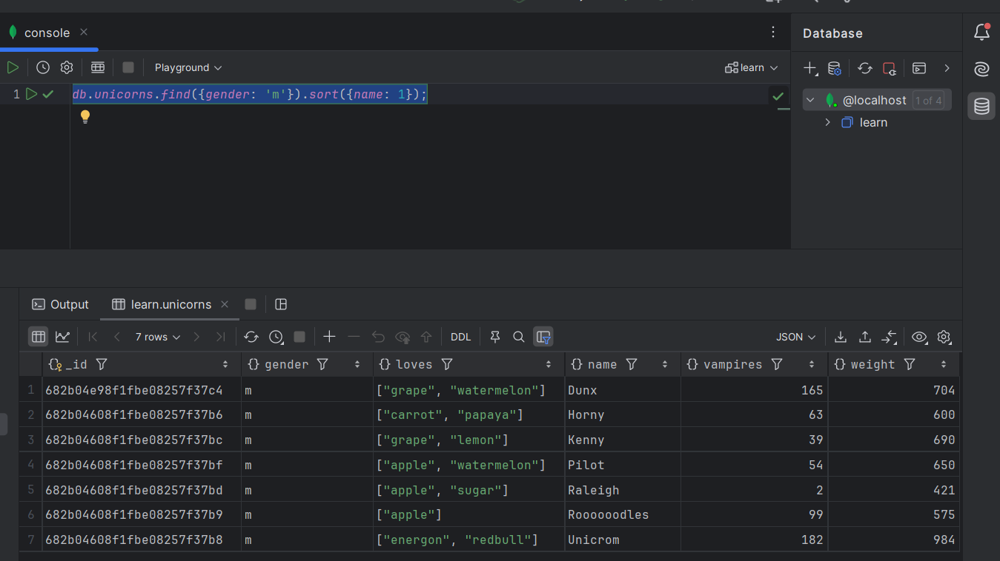 console
Database
Playground
learn
1 db.unicorns.find({gender: 'm'}).sort({name: 1});
@localhost 1 of 4
learn
Output learn.unicorns
7 rows DDL JSON
_id gender loves name vampires weight
1 682b04e98f1fbe08257f37c4 m ["grape", "watermelon"] Dunx 165 704
2 682b04608f1fbe08257f37b6 m ["carrot", "papaya"] Horny 63 600
3 682b04608f1fbe08257f37bc m ["grape", "lemon"] Kenny 39 690
4 682b04608f1fbe08257f37bf m ["apple", "watermelon"] Pilot 54 650
5 682b04608f1fbe08257f37bd m ["apple", "sugar"] Raleigh 2 421
6 682b04608f1fbe08257f37b9 m ["apple"] Roooooodles 99 575
7 682b04608f1fbe08257f37b8 m ["energon", "redbull"] Unicrom 182 984